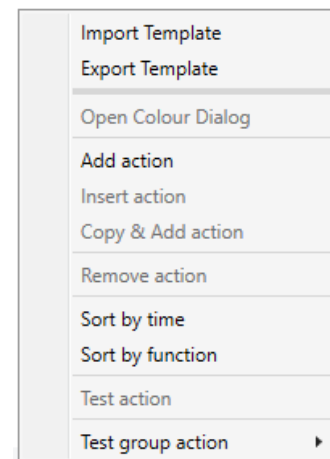 Import Template
Export Template
Open Colour Dialog
Add action
Insert action
Copy & Add action
Remove action
Sort by time
Sort by function
Test action
Test group action